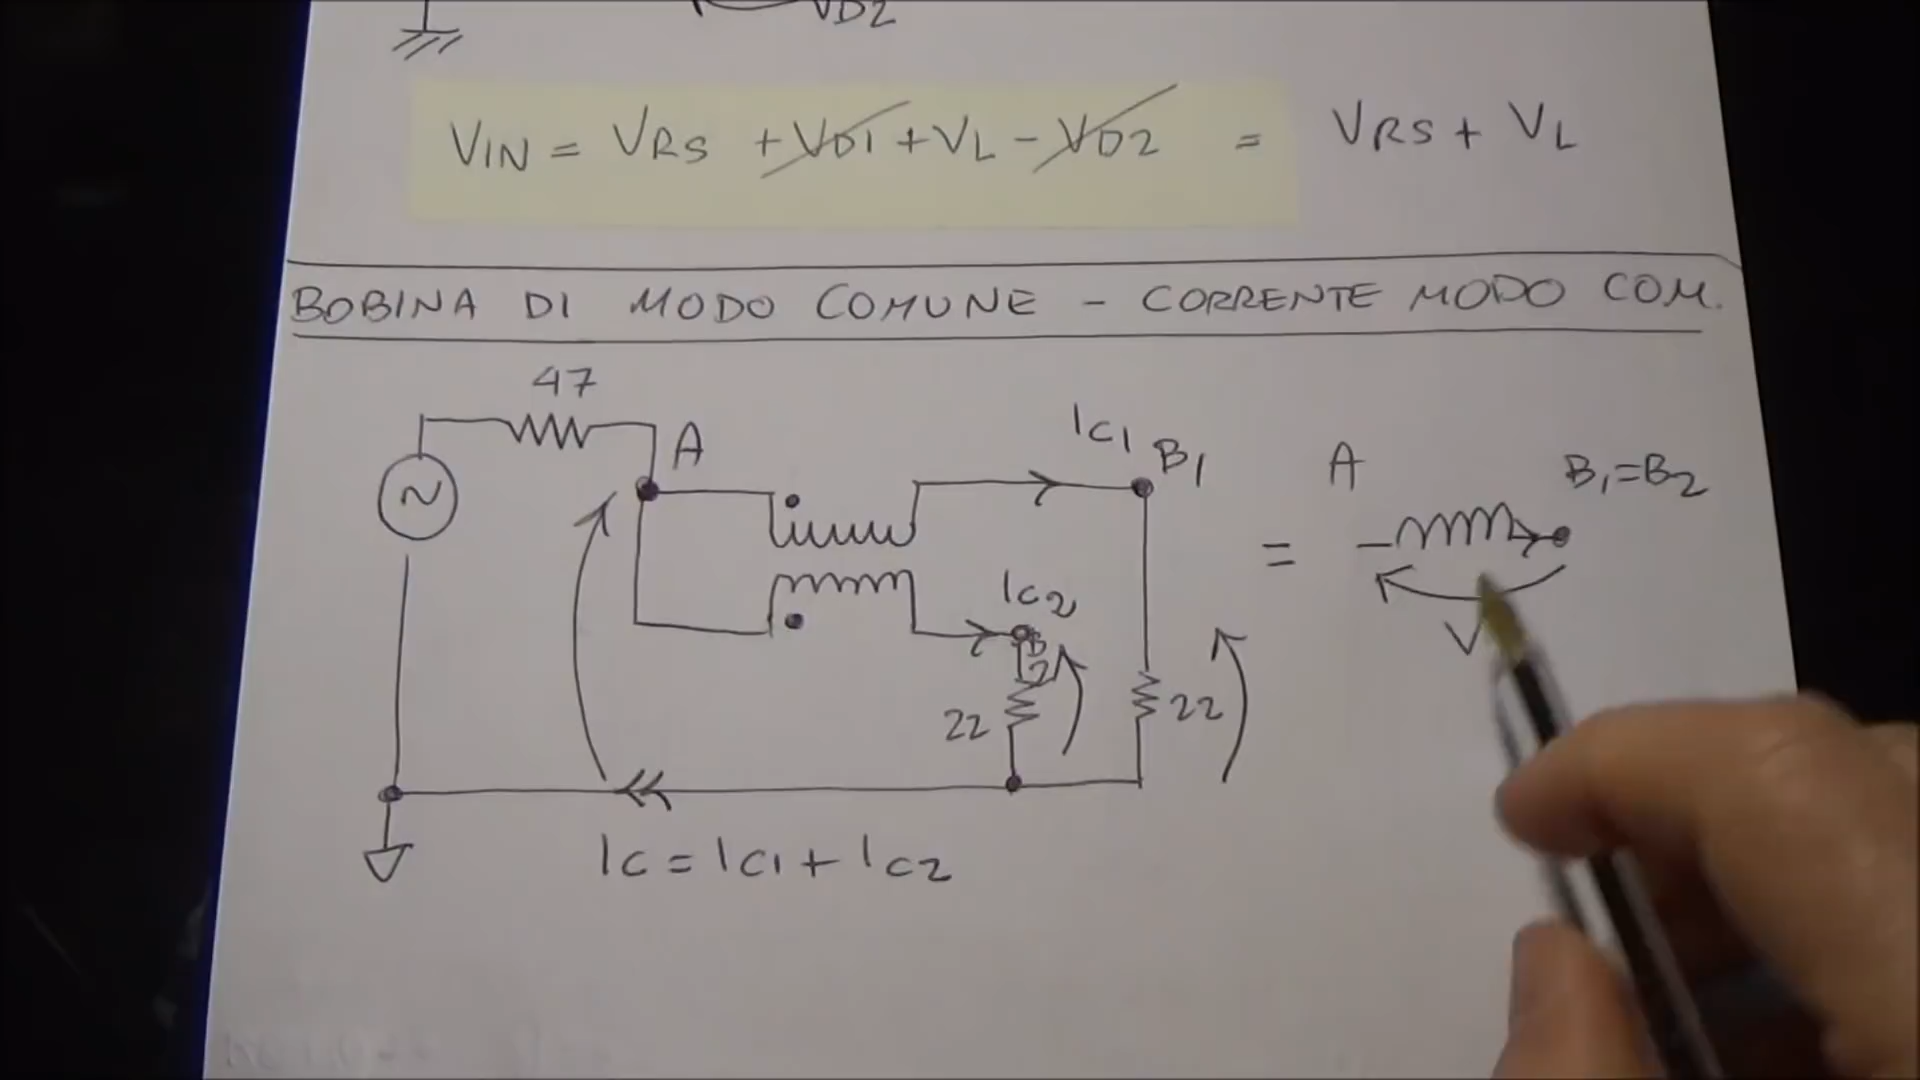 VD2
VIN = VRS + VD1 + VL - VD2 = VRS + VL
BOBINA DI MODO COMUNE - CORRENTE MODO COM.
47
A
IC1
B1
A
B1=B2
~
=
IC2
B2
V
22
22
IC = IC1 + IC2